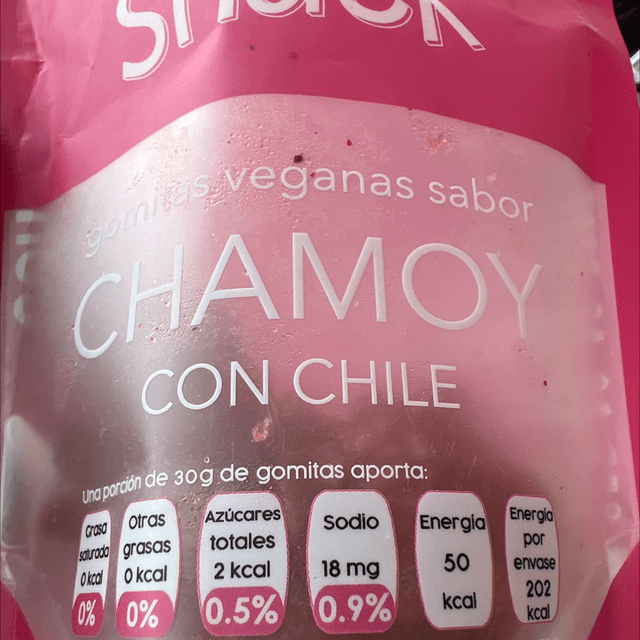 snack
gomitas veganas sabor
CHAMOY
CON CHILE
Una porción de 30g de gomitas aporta:
Grasa
saturada
0 kcal
0%
Otras
grasas
0 kcal
0%
Azúcares
totales
2 kcal
0.5%
Sodio
18 mg
0.9%
Energía
50
kcal
Energía
por
envase
202
kcal